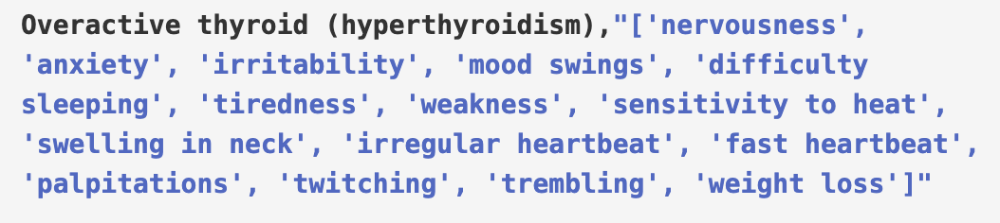 Overactive thyroid (hyperthyroidism),"['nervousness',
'anxiety', 'irritability', 'mood swings', 'difficulty
sleeping', 'tiredness', 'weakness', 'sensitivity to heat',
'swelling in neck', 'irregular heartbeat', 'fast heartbeat',
'palpitations', 'twitching', 'trembling', 'weight loss']"